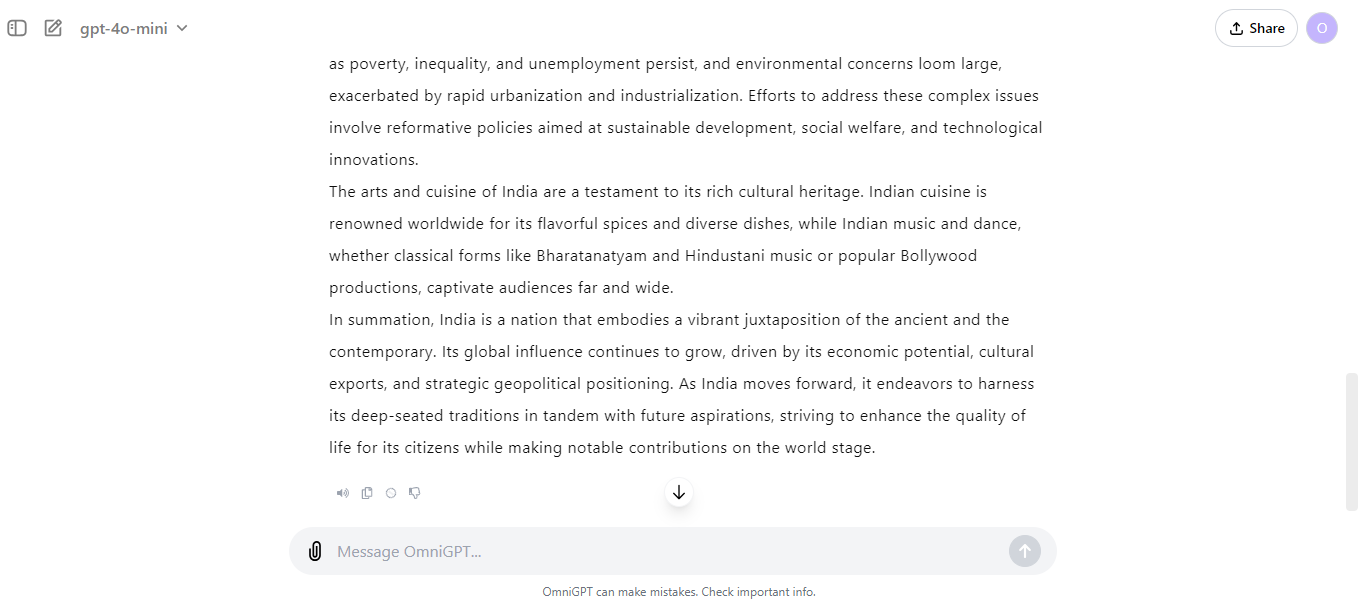 gpt-4o-mini
Share
O
as poverty, inequality, and unemployment persist, and environmental concerns loom large,
exacerbated by rapid urbanization and industrialization. Efforts to address these complex issues
involve reformative policies aimed at sustainable development, social welfare, and technological
innovations.
The arts and cuisine of India are a testament to its rich cultural heritage. Indian cuisine is
renowned worldwide for its flavorful spices and diverse dishes, while Indian music and dance,
whether classical forms like Bharatanatyam and Hindustani music or popular Bollywood
productions, captivate audiences far and wide.
In summation, India is a nation that embodies a vibrant juxtaposition of the ancient and the
contemporary. Its global influence continues to grow, driven by its economic potential, cultural
exports, and strategic geopolitical positioning. As India moves forward, it endeavors to harness
its deep-seated traditions in tandem with future aspirations, striving to enhance the quality of
life for its citizens while making notable contributions on the world stage.
Message OmniGPT...
OmniGPT can make mistakes. Check important info.